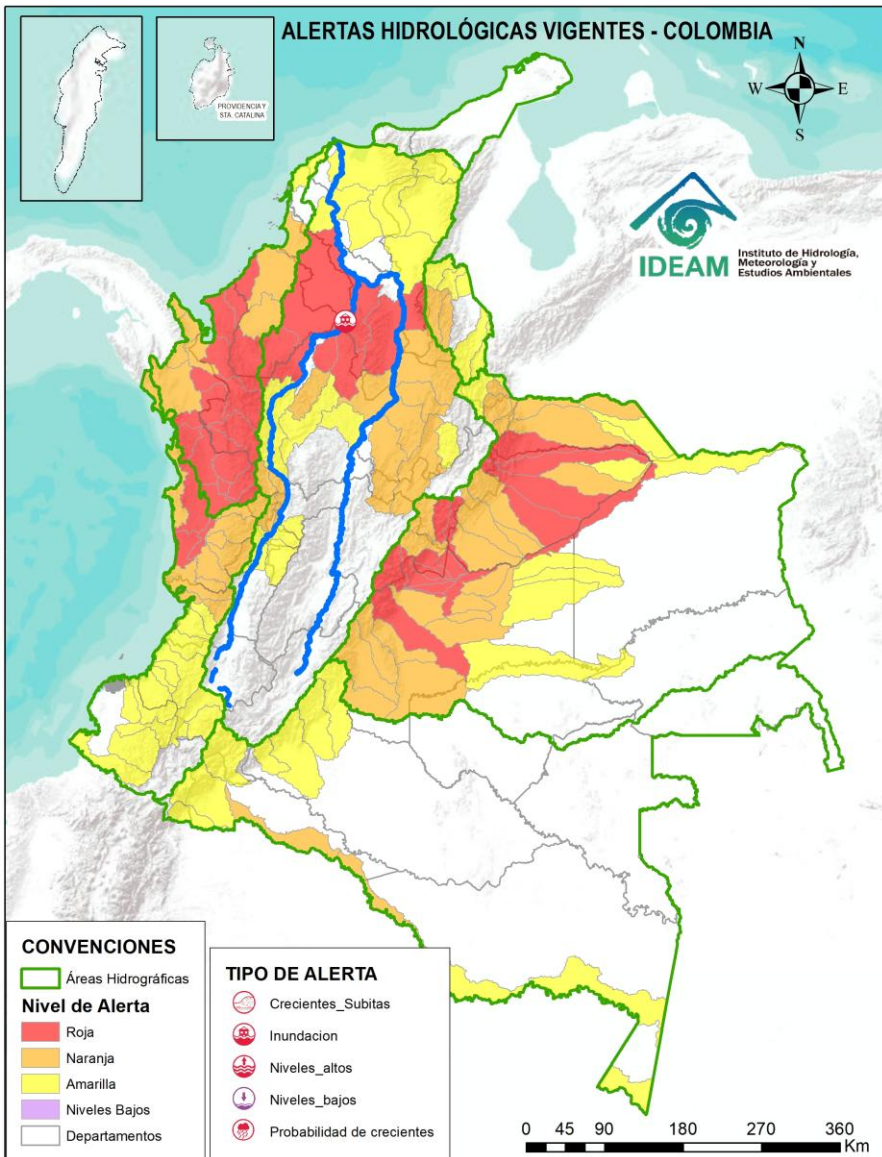 ALERTAS HIDROLÓGICAS VIGENTES - COLOMBIA
PROVIDENCIA Y
STA. CATALINA
N
W
E
S
IDEAM
Instituto de Hidrología,
Meteorología y
Estudios Ambientales
CONVENCIONES
Áreas Hidrográficas
Nivel de Alerta
Roja
Naranja
Amarilla
Niveles Bajos
Departamentos
TIPO DE ALERTA
Crecientes_Subitas
Inundacion
Niveles_altos
Niveles_bajos
Probabilidad de crecientes
0 45 90 180 270 360
Km